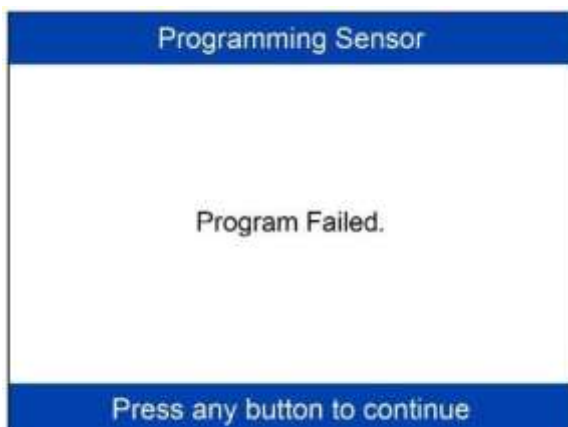 Programming Sensor
Program Failed.
Press any button to continue